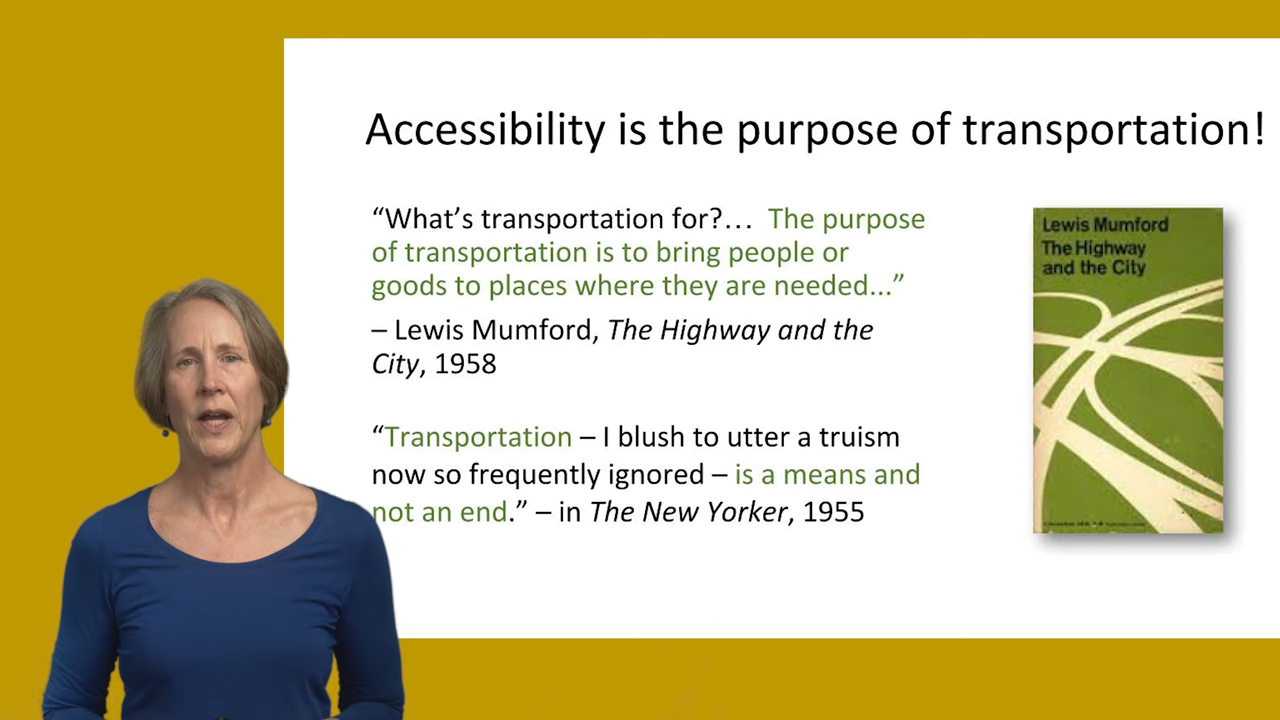 Accessibility is the purpose of transportation!
“What’s transportation for?… The purpose
of transportation is to bring people or
goods to places where they are needed...”
– Lewis Mumford, The Highway and the
City, 1958
“Transportation – I blush to utter a truism
now so frequently ignored – is a means and
not an end.” – in The New Yorker, 1955
Lewis Mumford
The Highway
and the City